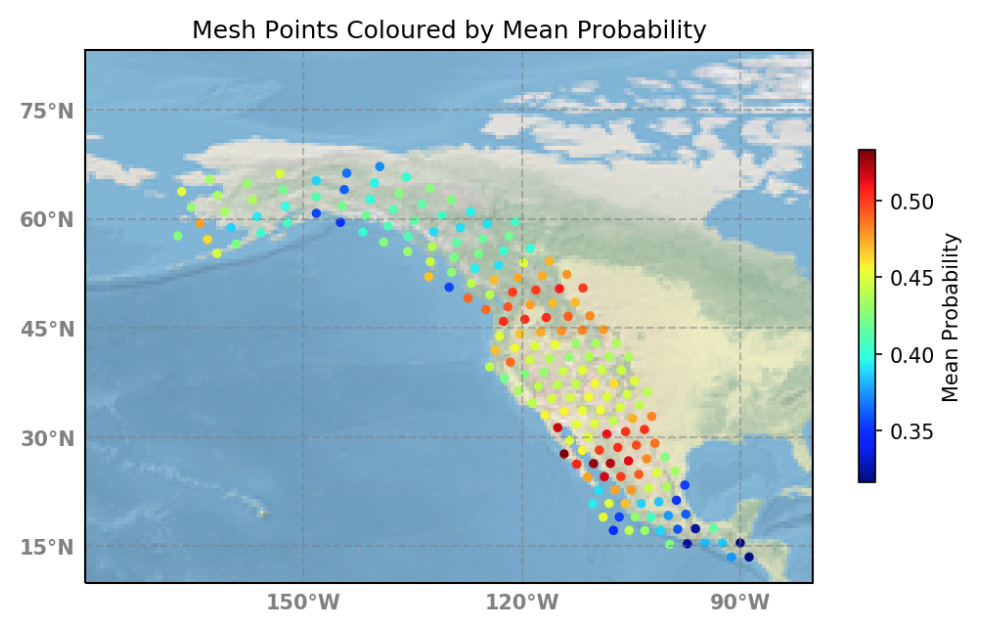 Mesh Points Coloured by Mean Probability
75°N
60°N
45°N
30°N
15°N
150°W
120°W
90°W
0.50
0.45
0.40
0.35
Mean Probability